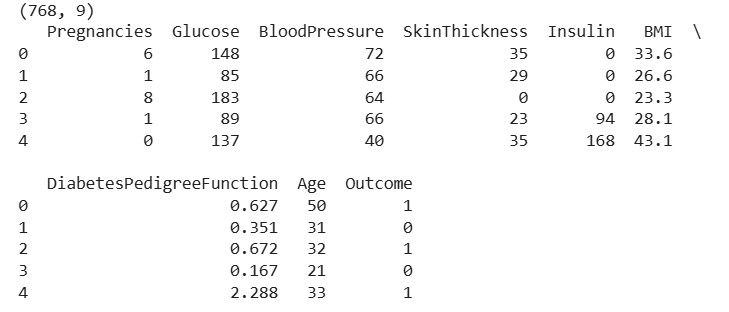 (768, 9)
Pregnancies Glucose BloodPressure SkinThickness Insulin BMI \
0 6 148 72 35 0 33.6
1 1 85 66 29 0 26.6
2 8 183 64 0 0 23.3
3 1 89 66 23 94 28.1
4 0 137 40 35 168 43.1
DiabetesPedigreeFunction Age Outcome
0 0.627 50 1
1 0.351 31 0
2 0.672 32 1
3 0.167 21 0
4 2.288 33 1